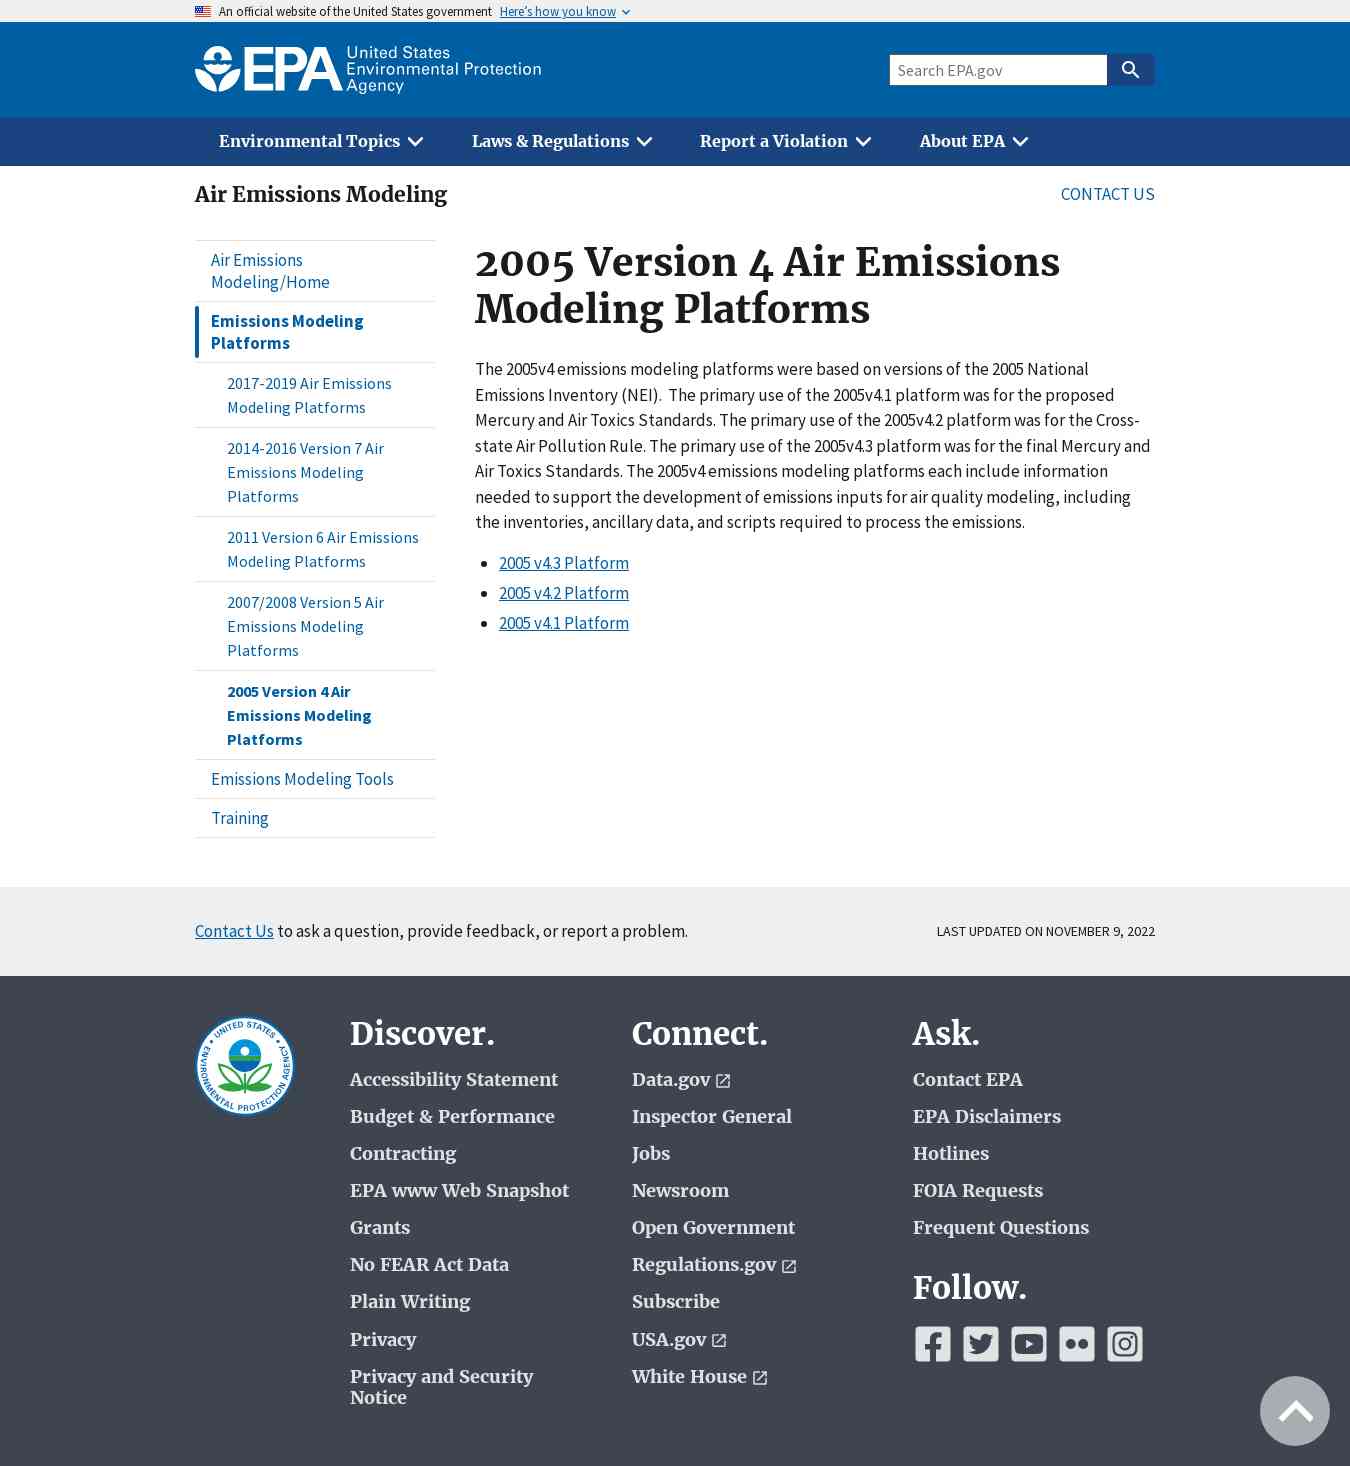 An official website of the United States government Here's how you know
EPA United States
Environmental Protection
Agency
Search EPA.gov
Environmental Topics Laws & Regulations Report a Violation About EPA
Air Emissions Modeling CONTACT US
Air Emissions
Modeling/Home
Emissions Modeling
Platforms
2017-2019 Air Emissions
Modeling Platforms
2014-2016 Version 7 Air
Emissions Modeling
Platforms
2011 Version 6 Air Emissions
Modeling Platforms
2007/2008 Version 5 Air
Emissions Modeling
Platforms
2005 Version 4 Air
Emissions Modeling
Platforms
Emissions Modeling Tools
Training
2005 Version 4 Air Emissions
Modeling Platforms
The 2005v4 emissions modeling platforms were based on versions of the 2005 National
Emissions Inventory (NEI).  The primary use of the 2005v4.1 platform was for the proposed
Mercury and Air Toxics Standards. The primary use of the 2005v4.2 platform was for the Cross-
state Air Pollution Rule. The primary use of the 2005v4.3 platform was for the final Mercury and
Air Toxics Standards. The 2005v4 emissions modeling platforms each include information
needed to support the development of emissions inputs for air quality modeling, including
the inventories, ancillary data, and scripts required to process the emissions.
2005 v4.3 Platform
2005 v4.2 Platform
2005 v4.1 Platform
Contact Us to ask a question, provide feedback, or report a problem. LAST UPDATED ON NOVEMBER 9, 2022
UNITED STATES
ENVIRONMENTAL PROTECTION AGENCY
Discover.
Accessibility Statement
Budget & Performance
Contracting
EPA www Web Snapshot
Grants
No FEAR Act Data
Plain Writing
Privacy
Privacy and Security
Notice
Connect.
Data.gov
Inspector General
Jobs
Newsroom
Open Government
Regulations.gov
Subscribe
USA.gov
White House
Ask.
Contact EPA
EPA Disclaimers
Hotlines
FOIA Requests
Frequent Questions
Follow.